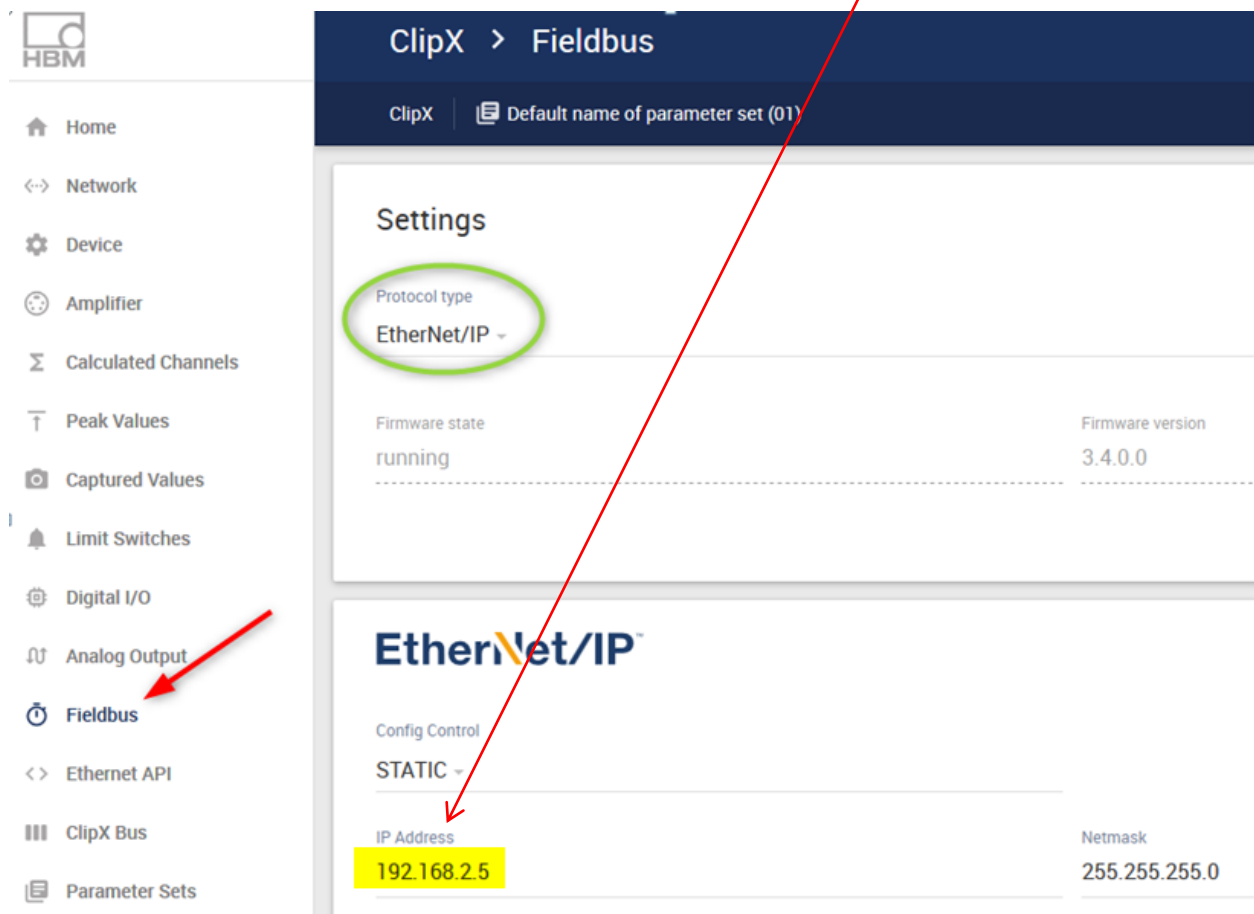 HBM
Home
Network
Device
Amplifier
Calculated Channels
Peak Values
Captured Values
Limit Switches
Digital I/O
Analog Output
Fieldbus
Ethernet API
ClipX Bus
Parameter Sets
ClipX > Fieldbus
ClipX Default name of parameter set (01)
Settings
Protocol type
EtherNet/IP
Firmware state Firmware version
running 3.4.0.0
EtherNet/IP™
Config Control
STATIC
IP Address Netmask
192.168.2.5 255.255.255.0